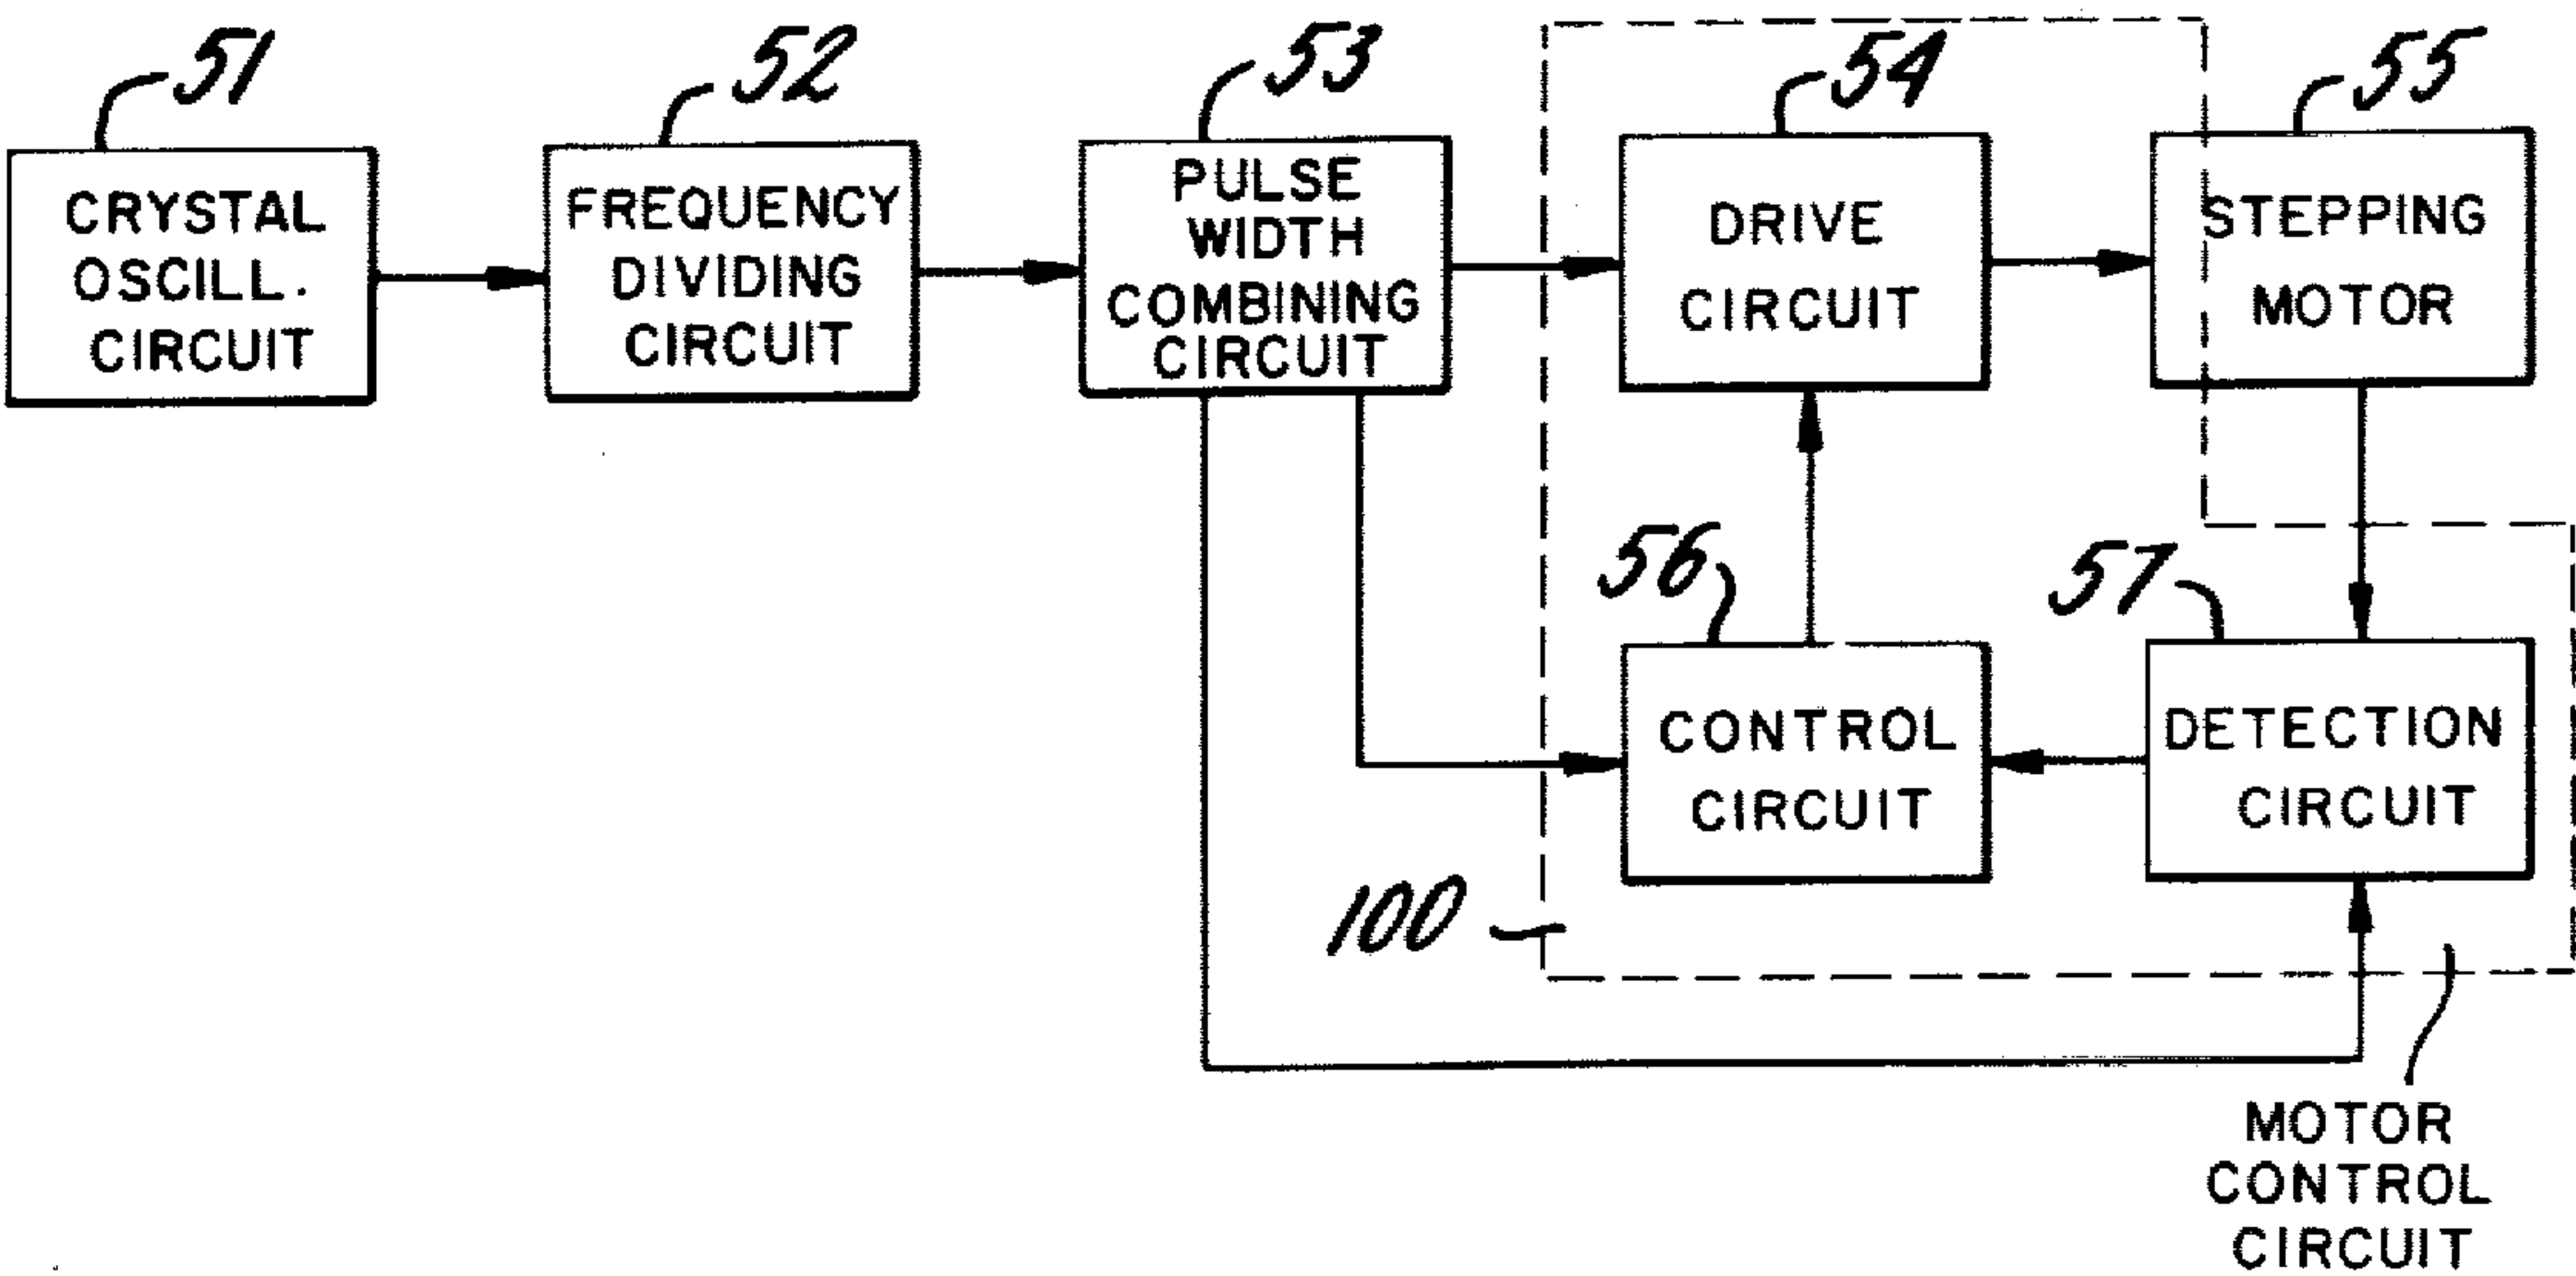 51
52
53
54
55
CRYSTAL
OSCILL.
CIRCUIT
FREQUENCY
DIVIDING
CIRCUIT
PULSE
WIDTH
COMBINING
CIRCUIT
DRIVE
CIRCUIT
STEPPING
MOTOR
56
57
CONTROL
CIRCUIT
DETECTION
CIRCUIT
100
MOTOR
CONTROL
CIRCUIT